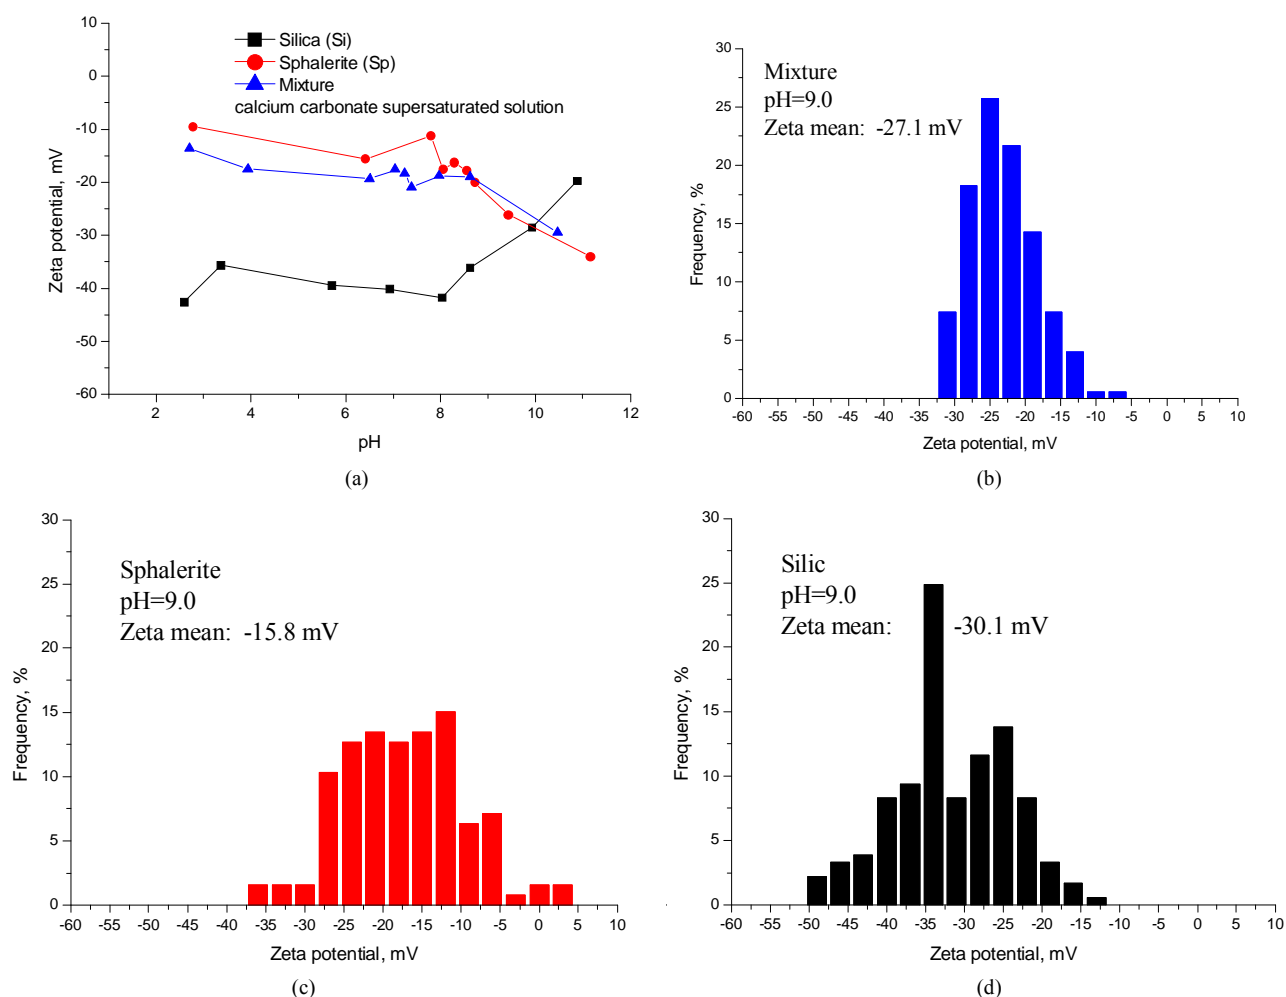 10
0
-10
-20
-30
-40
-50
-60
Zeta potential, mV
Silica (Si)
Sphalerite (Sp)
Mixture
calcium carbonate supersaturated solution
2 4 6 8 10 12
pH
(a)
30
25
20
15
10
5
0
Frequency, %
Mixture
pH=9.0
Zeta mean: -27.1 mV
-60 -55 -50 -45 -40 -35 -30 -25 -20 -15 -10 -5 0 5 10
Zeta potential, mV
(b)
30
25
20
15
10
5
0
Frequency, %
Sphalerite
pH=9.0
Zeta mean: -15.8 mV
-60 -55 -50 -45 -40 -35 -30 -25 -20 -15 -10 -5 0 5 10
Zeta potential, mV
(c)
30
25
20
15
10
5
0
Frequency, %
Silic
pH=9.0
Zeta mean: -30.1 mV
-60 -55 -50 -45 -40 -35 -30 -25 -20 -15 -10 -5 0 5 10
Zeta potential, mV
(d)